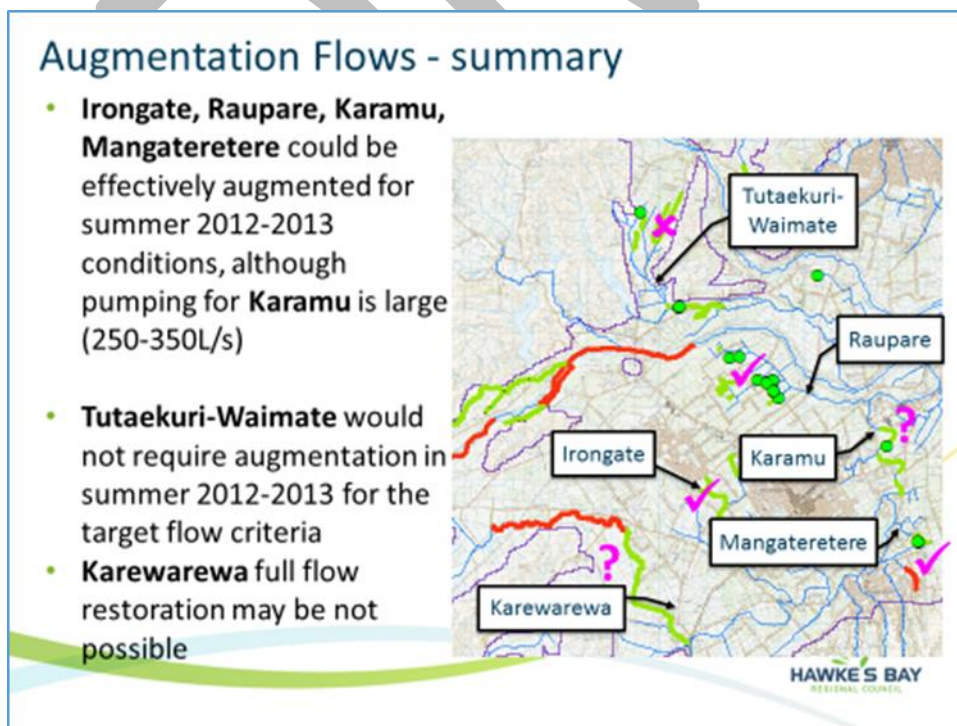 Augmentation Flows - summary
• Irongate, Raupare, Karamu,
Mangateretere could be
effectively augmented for
summer 2012-2013
conditions, although
pumping for Karamu is large
(250-350L/s)
• Tutaekuri-Waimate would
not require augmentation in
summer 2012-2013 for the
target flow criteria
• Karewarewa full flow
restoration may be not
possible
Tutaekuri-
Waimate
Raupare
?
Irongate
Karamu
Mangateretere
?
Karewarewa
HAWKE'S BAY
REGIONAL COUNCIL